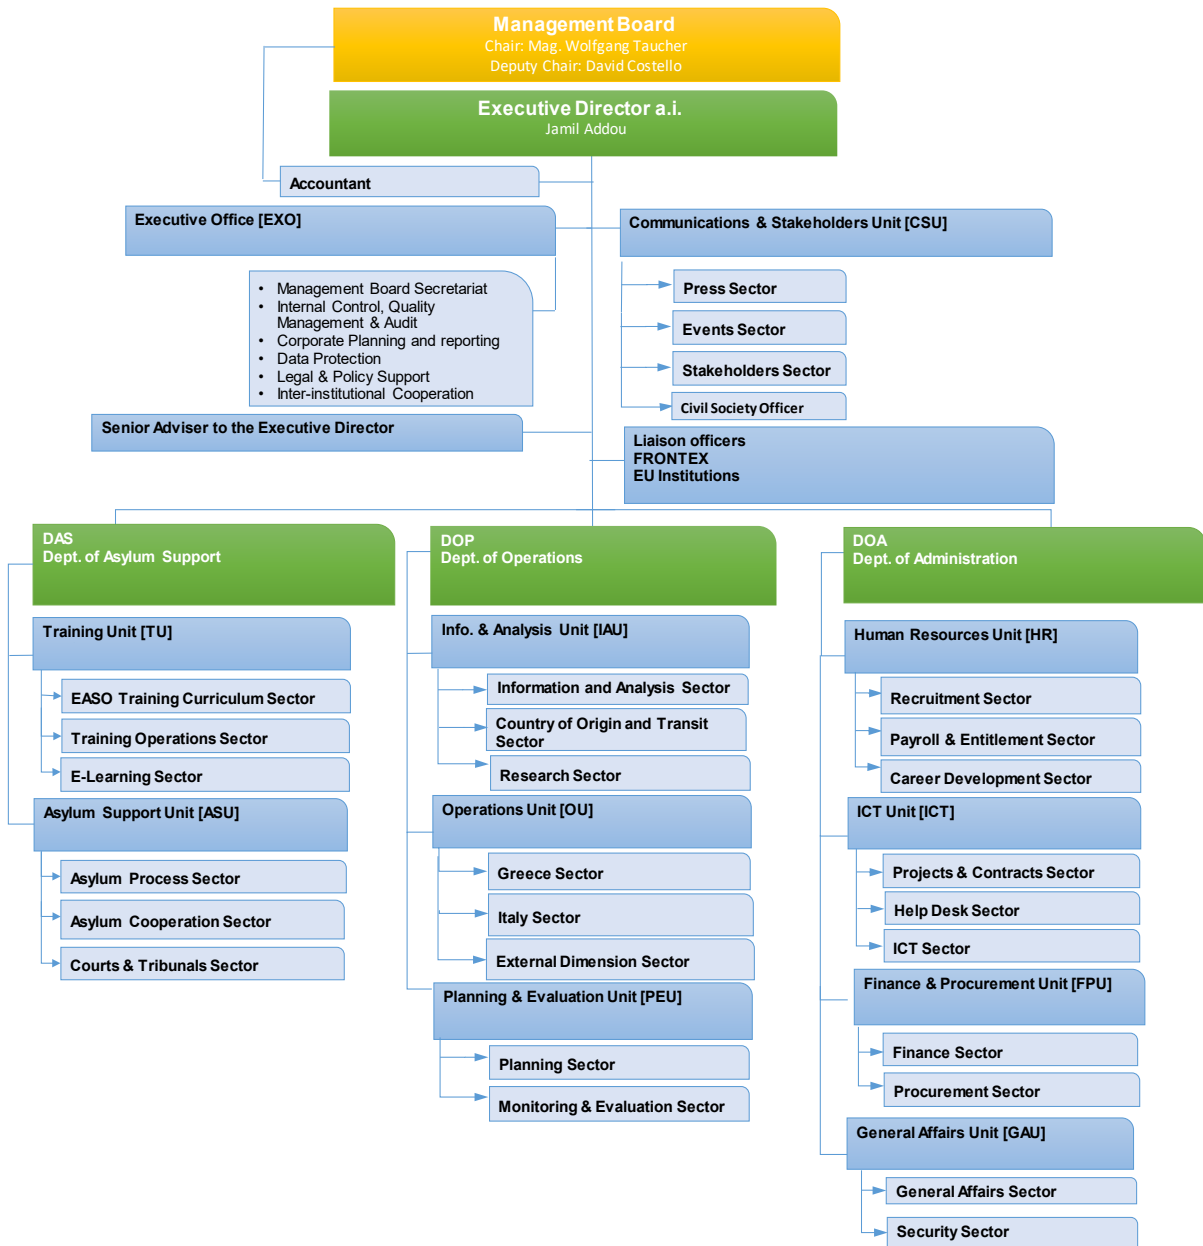 Management Board
Chair: Mag. Wolfgang Taucher
Deputy Chair: David Costello
Executive Director a.i.
Jamil Addou
Accountant
Executive Office [EXO]
• Management Board Secretariat
• Internal Control, Quality
Management & Audit
• Corporate Planning and reporting
• Data Protection
• Legal & Policy Support
• Inter-institutional Cooperation
Communications & Stakeholders Unit [CSU]
Press Sector
Events Sector
Stakeholders Sector
Civil Society Officer
Senior Adviser to the Executive Director
Liaison officers
FRONTEX
EU Institutions
DAS
Dept. of Asylum Support
Training Unit [TU]
EASO Training Curriculum Sector
Training Operations Sector
E-Learning Sector
Asylum Support Unit [ASU]
Asylum Process Sector
Asylum Cooperation Sector
Courts & Tribunals Sector
DOP
Dept. of Operations
Info. & Analysis Unit [IAU]
Information and Analysis Sector
Country of Origin and Transit
Sector
Research Sector
Operations Unit [OU]
Greece Sector
Italy Sector
External Dimension Sector
Planning & Evaluation Unit [PEU]
Planning Sector
Monitoring & Evaluation Sector
DOA
Dept. of Administration
Human Resources Unit [HR]
Recruitment Sector
Payroll & Entitlement Sector
Career Development Sector
ICT Unit [ICT]
Projects & Contracts Sector
Help Desk Sector
ICT Sector
Finance & Procurement Unit [FPU]
Finance Sector
Procurement Sector
General Affairs Unit [GAU]
General Affairs Sector
Security Sector